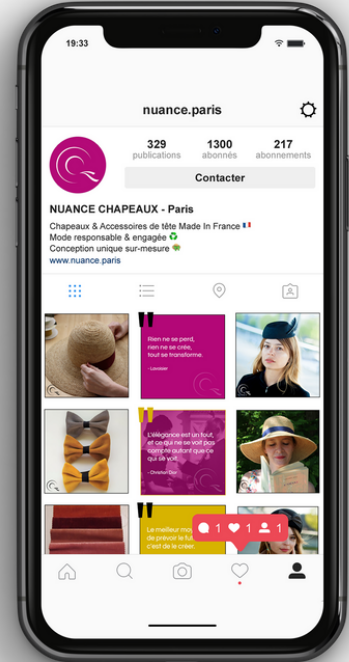 19:33
nuance.paris
329 1300 217
publications abonnés abonnements
Contacter
NUANCE CHAPEAUX - Paris
Chapeaux & Accessoires de tête Made In France 🇫🇷
Mode responsable & engagée ♻️
Conception unique sur-mesure
www.nuance.paris
Rien ne se perd,
rien ne se crée,
tout se transforme.
- Lavoisier
L'élégance est un tout,
et ce qui ne se voit pas
compte autant que ce
qui se voit.
- Christian Dior
Le meilleur mo
de prévoir le fut
c'est de le créer.
1 1 1